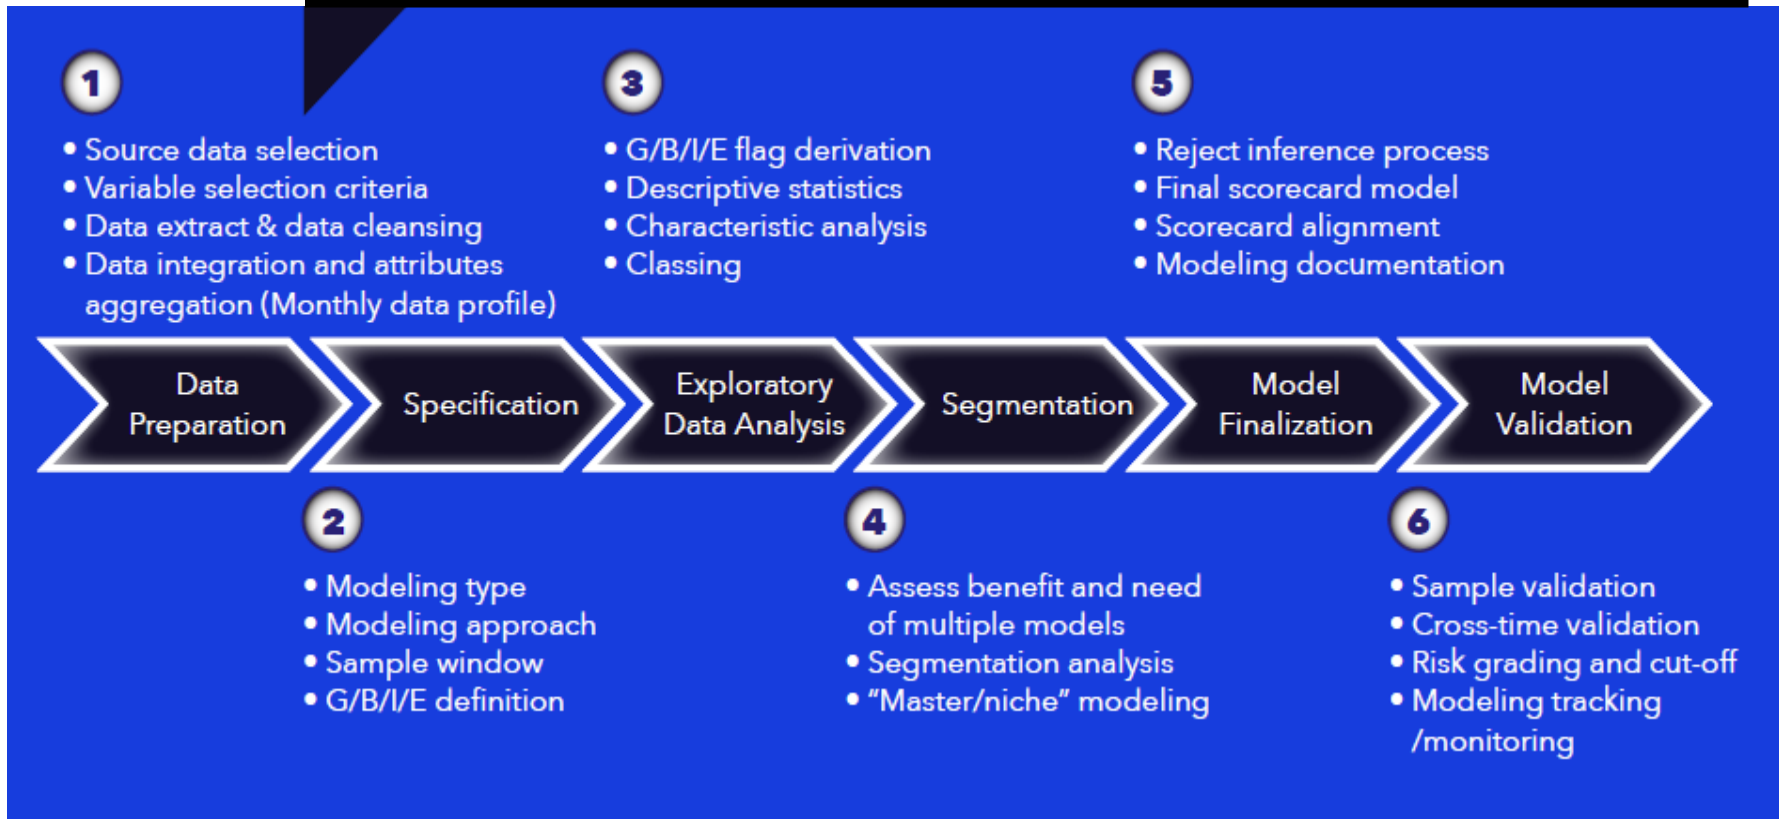 1
• Source data selection
• Variable selection criteria
• Data extract & data cleansing
• Data integration and attributes
aggregation (Monthly data profile)
3
• G/B/I/E flag derivation
• Descriptive statistics
• Characteristic analysis
• Classing
5
• Reject inference process
• Final scorecard model
• Scorecard alignment
• Modeling documentation
Data
Preparation
Specification
Exploratory
Data Analysis
Segmentation
Model
Finalization
Model
Validation
2
• Modeling type
• Modeling approach
• Sample window
• G/B/I/E definition
4
• Assess benefit and need
of multiple models
• Segmentation analysis
• “Master/niche” modeling
6
• Sample validation
• Cross-time validation
• Risk grading and cut-off
• Modeling tracking
/monitoring